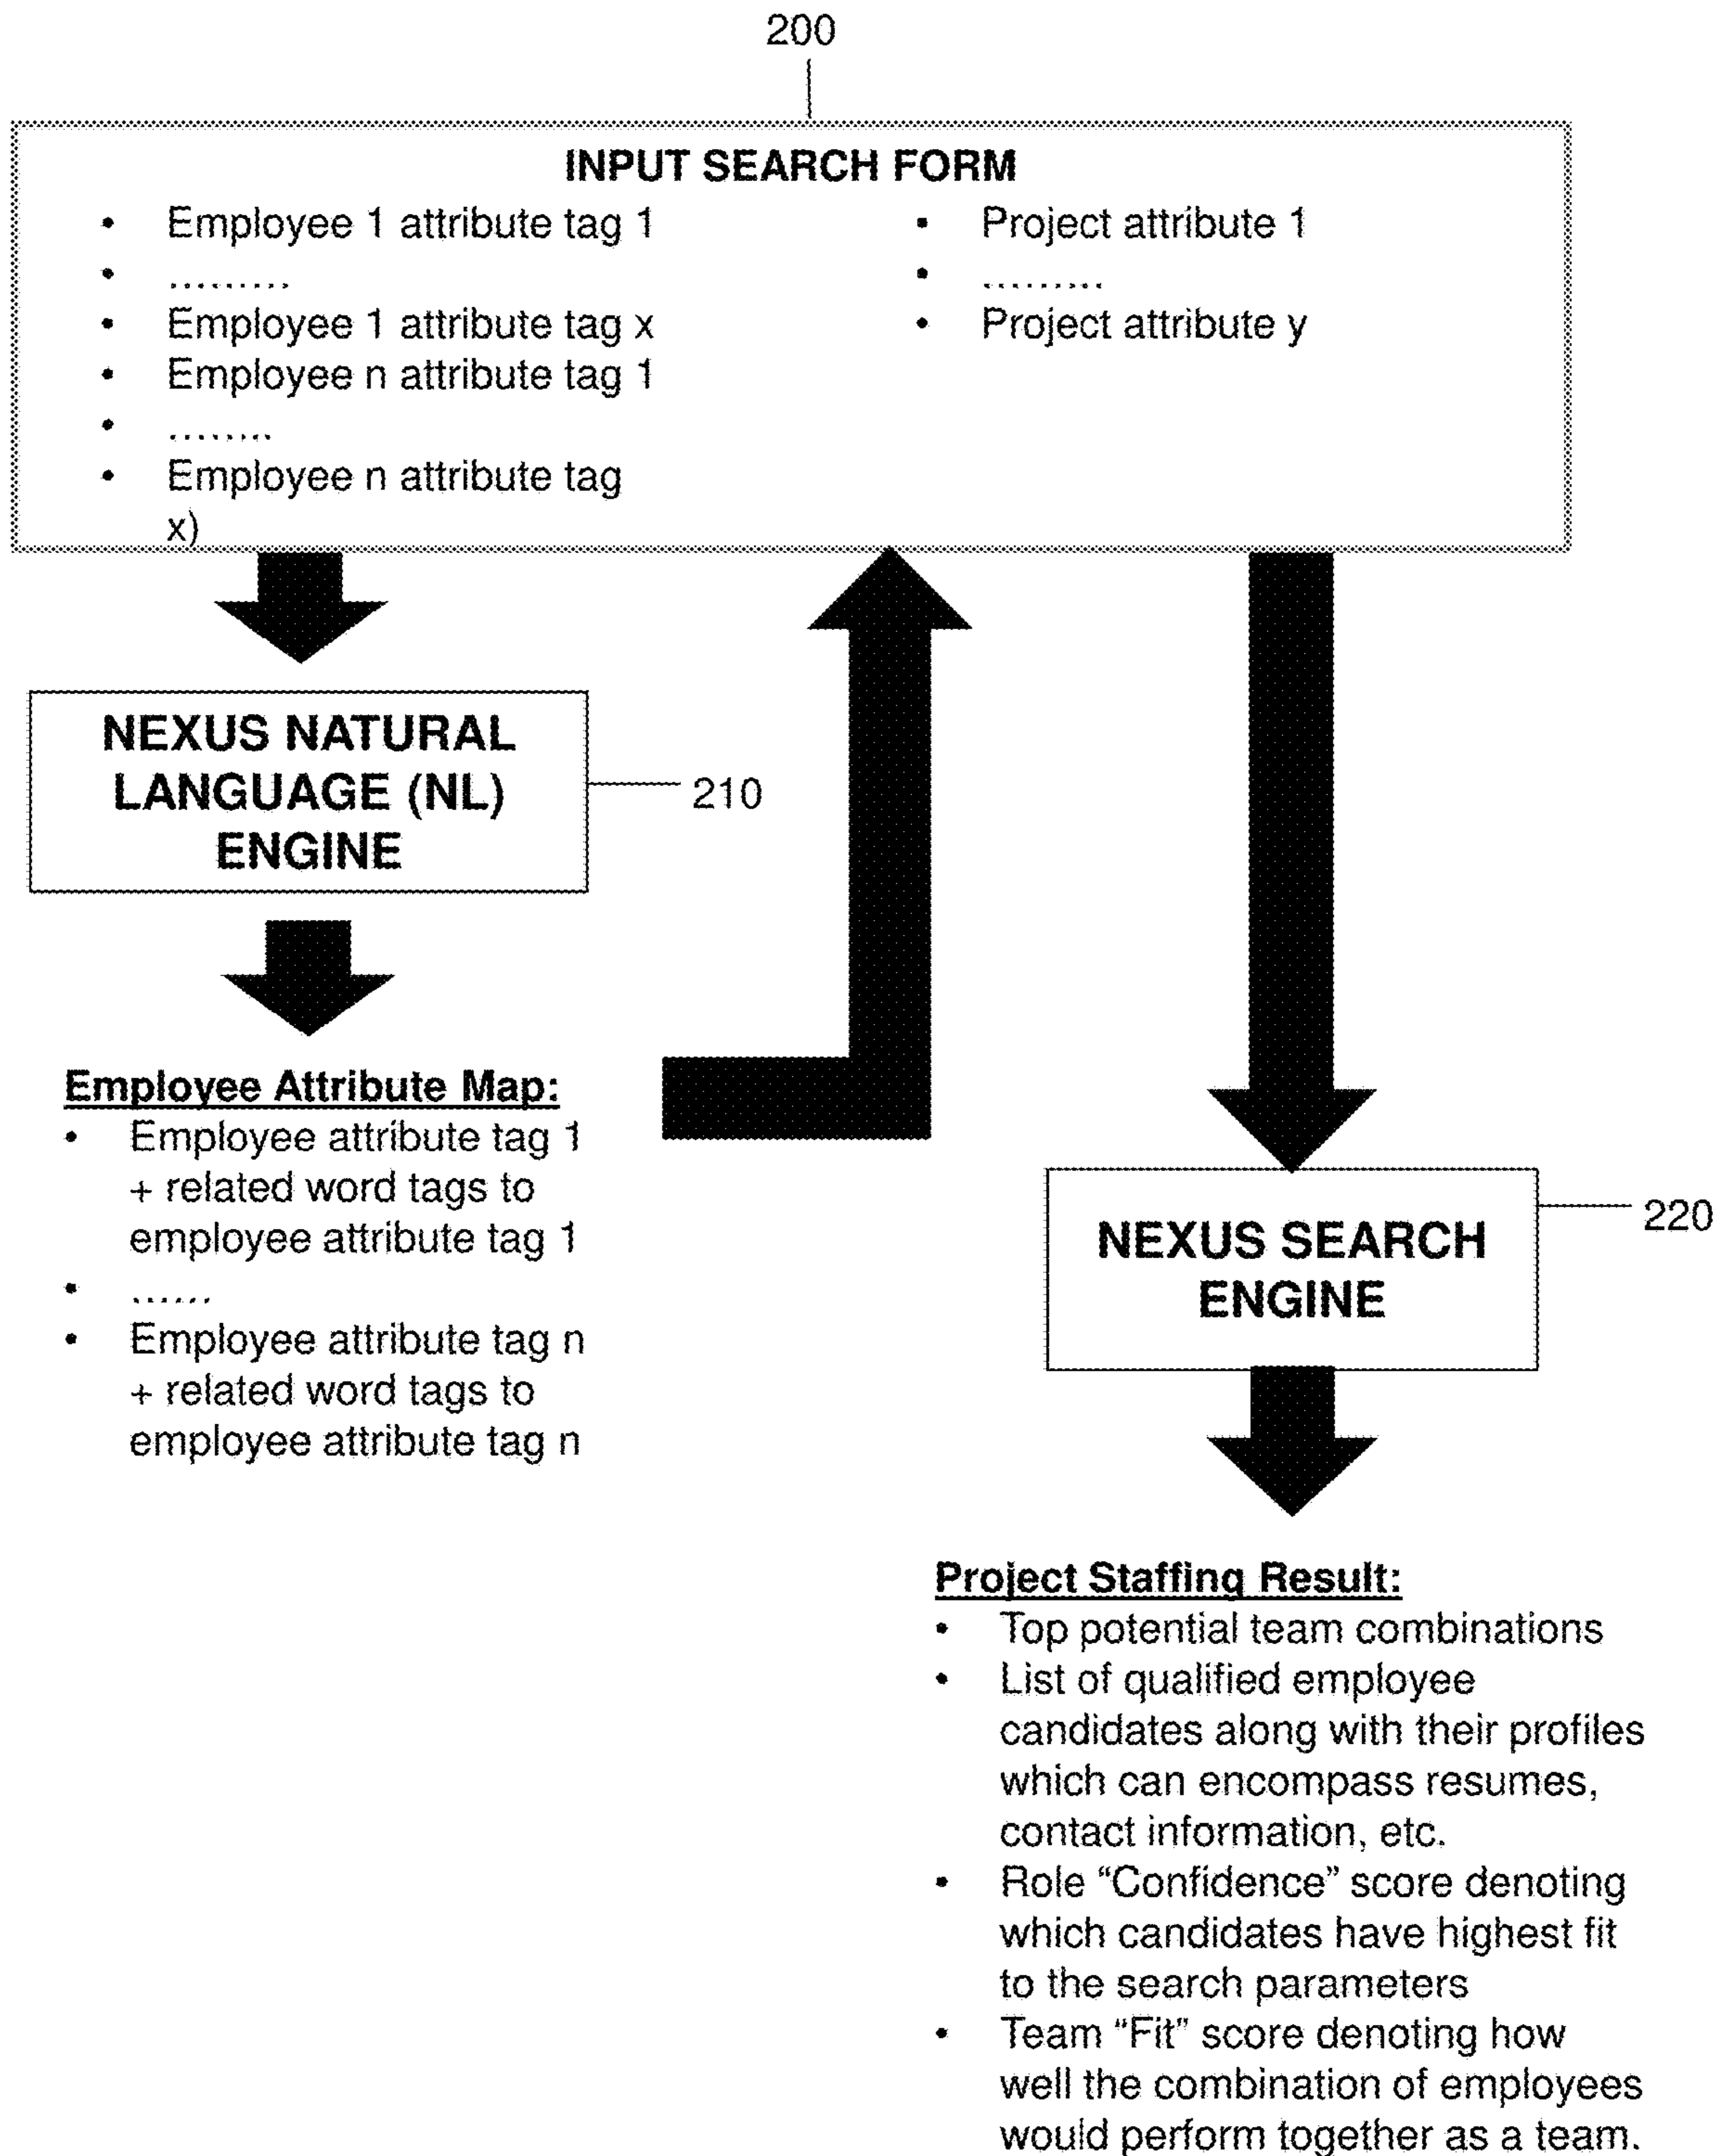 200
INPUT SEARCH FORM
• Employee 1 attribute tag 1
• .........
• Employee 1 attribute tag x
• Employee n attribute tag 1
• ........
• Employee n attribute tag
x)
• Project attribute 1
• .........
• Project attribute y
NEXUS NATURAL
LANGUAGE (NL)
ENGINE
210
Employee Attribute Map:
• Employee attribute tag 1
+ related word tags to
employee attribute tag 1
• ......
• Employee attribute tag n
+ related word tags to
employee attribute tag n
NEXUS SEARCH
ENGINE
220
Project Staffing Result:
• Top potential team combinations
• List of qualified employee
candidates along with their profiles
which can encompass resumes,
contact information, etc.
• Role “Confidence” score denoting
which candidates have highest fit
to the search parameters
• Team “Fit” score denoting how
well the combination of employees
would perform together as a team.